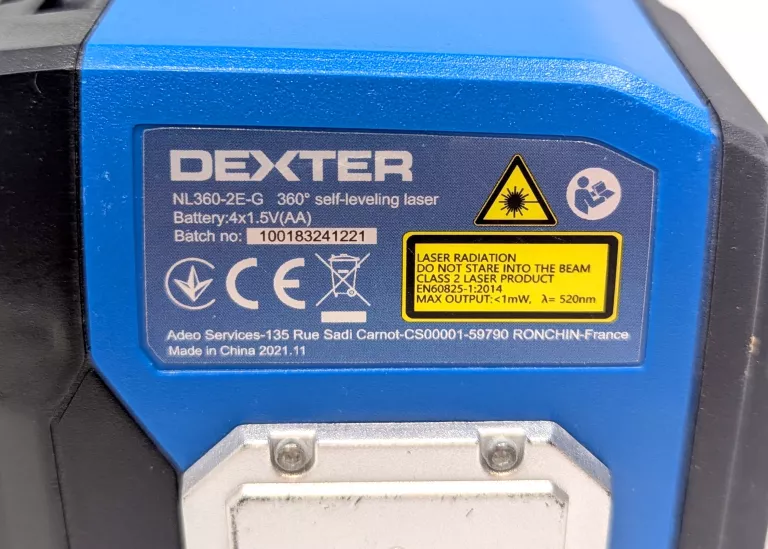 DEXTER
NL360-2E-G 360° self-leveling laser
Battery:4x1.5V(AA)
Batch no: 100183241221
CE
LASER RADIATION
DO NOT STARE INTO THE BEAM
CLASS 2 LASER PRODUCT
EN60825-1:2014
MAX OUTPUT:<1mW, λ= 520nm
Adeo Services-135 Rue Sadi Carnot-CS00001-59790 RONCHIN-France
Made in China 2021.11